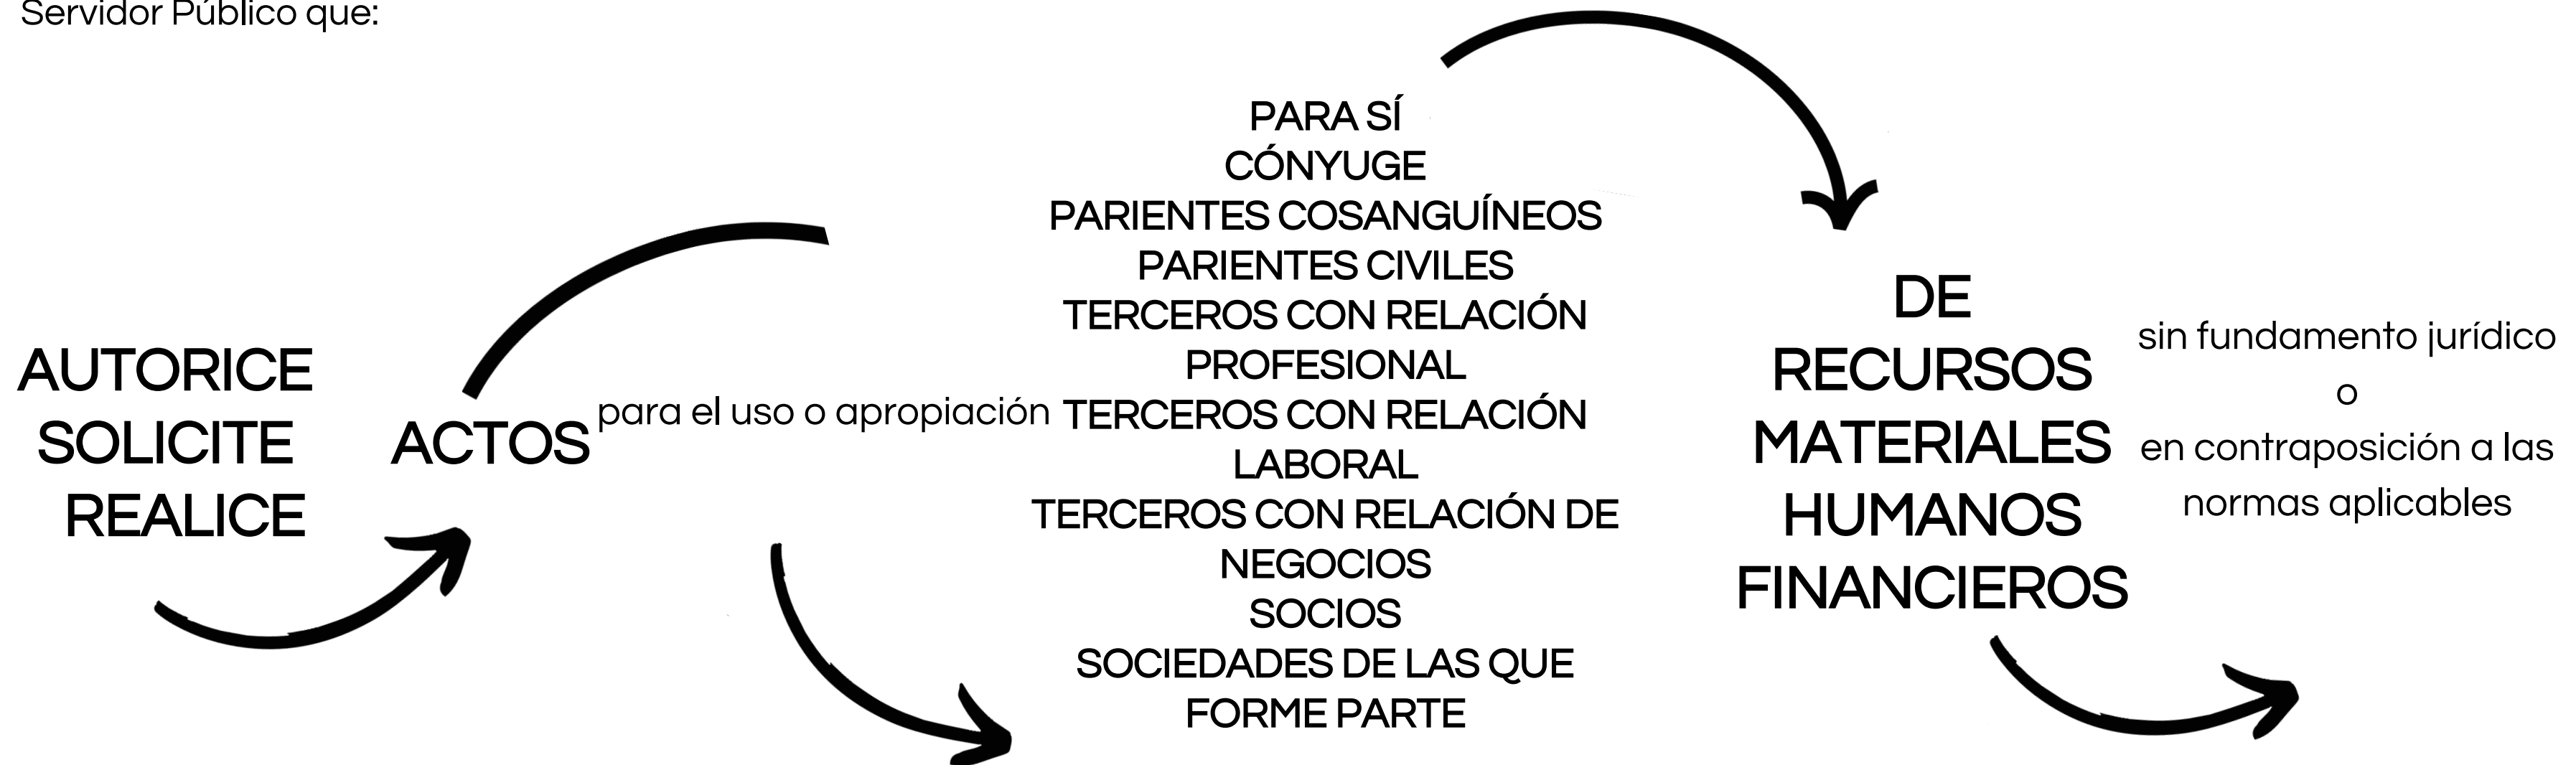 Servidor Público que:
AUTORICE
SOLICITE
REALICE
ACTOS
para el uso o apropiación
PARA SÍ
CÓNYUGE
PARIENTES COSANGUÍNEOS
PARIENTES CIVILES
TERCEROS CON RELACIÓN
PROFESIONAL
TERCEROS CON RELACIÓN
LABORAL
TERCEROS CON RELACIÓN DE
NEGOCIOS
SOCIOS
SOCIEDADES DE LAS QUE
FORME PARTE
DE
RECURSOS
MATERIALES
HUMANOS
FINANCIEROS
sin fundamento jurídico
o
en contraposición a las
normas aplicables